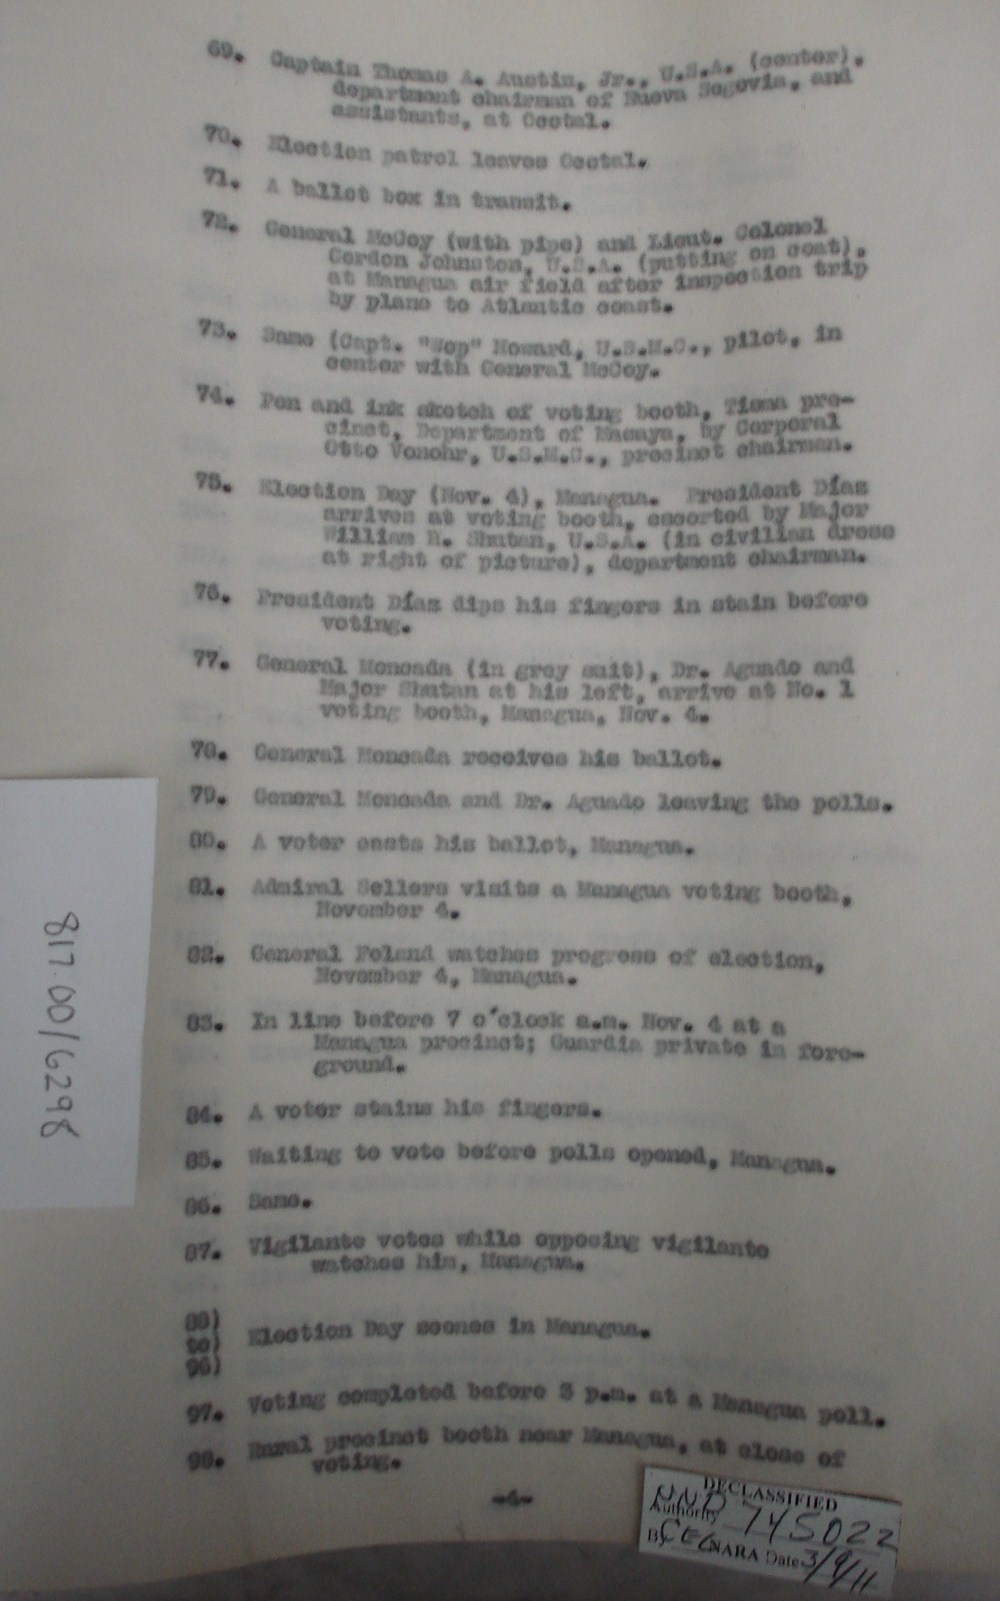 69. Captain Thomas A. Austin, Jr., U.S.A. (center),
department chairman of Nueva Segovia, and
assistants, at Ocotal.
70. Election patrol leaves Ocotal.
71. A ballot box in transit.
72. General McCoy (with pipe) and Lieut. Colonel
Gordon Johnston, U.S.A. (putting on coat),
at Managua air field after inspection trip
by plane to Atlantic coast.
73. Same (Capt. "Hop" Howard, U.S.M.C., pilot, in
center with General McCoy.
74. Pen and ink sketch of voting booth, Tisma pre-
cinct, Department of Masaya, by Corporal
Otto Vonohr, U.S.M.C., precinct chairman.
75. Election Day (Nov. 4), Managua. President Díaz
arrives at voting booth, escorted by Major
William R. Shutan, U.S.A. (in civilian dress
at right of picture), department chairman.
76. President Díaz dips his fingers in stain before
voting.
77. General Moncada (in grey suit), Dr. Aguado and
Major Shutan at his left, arrive at No. 1
voting booth, Managua, Nov. 4.
78. General Moncada receives his ballot.
79. General Moncada and Dr. Aguado leaving the polls.
80. A voter casts his ballot, Managua.
81. Admiral Sellers visits a Managua voting booth,
November 4.
82. General Feland watches progress of election,
November 4, Managua.
83. In line before 7 o'clock a.m. Nov. 4 at a
Managua precinct; Guardia private in fore-
ground.
84. A voter stains his fingers.
85. Waiting to vote before polls opened, Managua.
86. Same.
87. Vigilante votes while opposing vigilante
watches him, Managua.
88)
to) Election Day scenes in Managua.
96)
97. Voting completed before 3 p.m. at a Managua poll.
98. Rural precinct booth near Managua, at close of
voting.
-4-
817.00/6298
DECLASSIFIED
Authority NND 745022
By CEC NARA Date 3/9/11